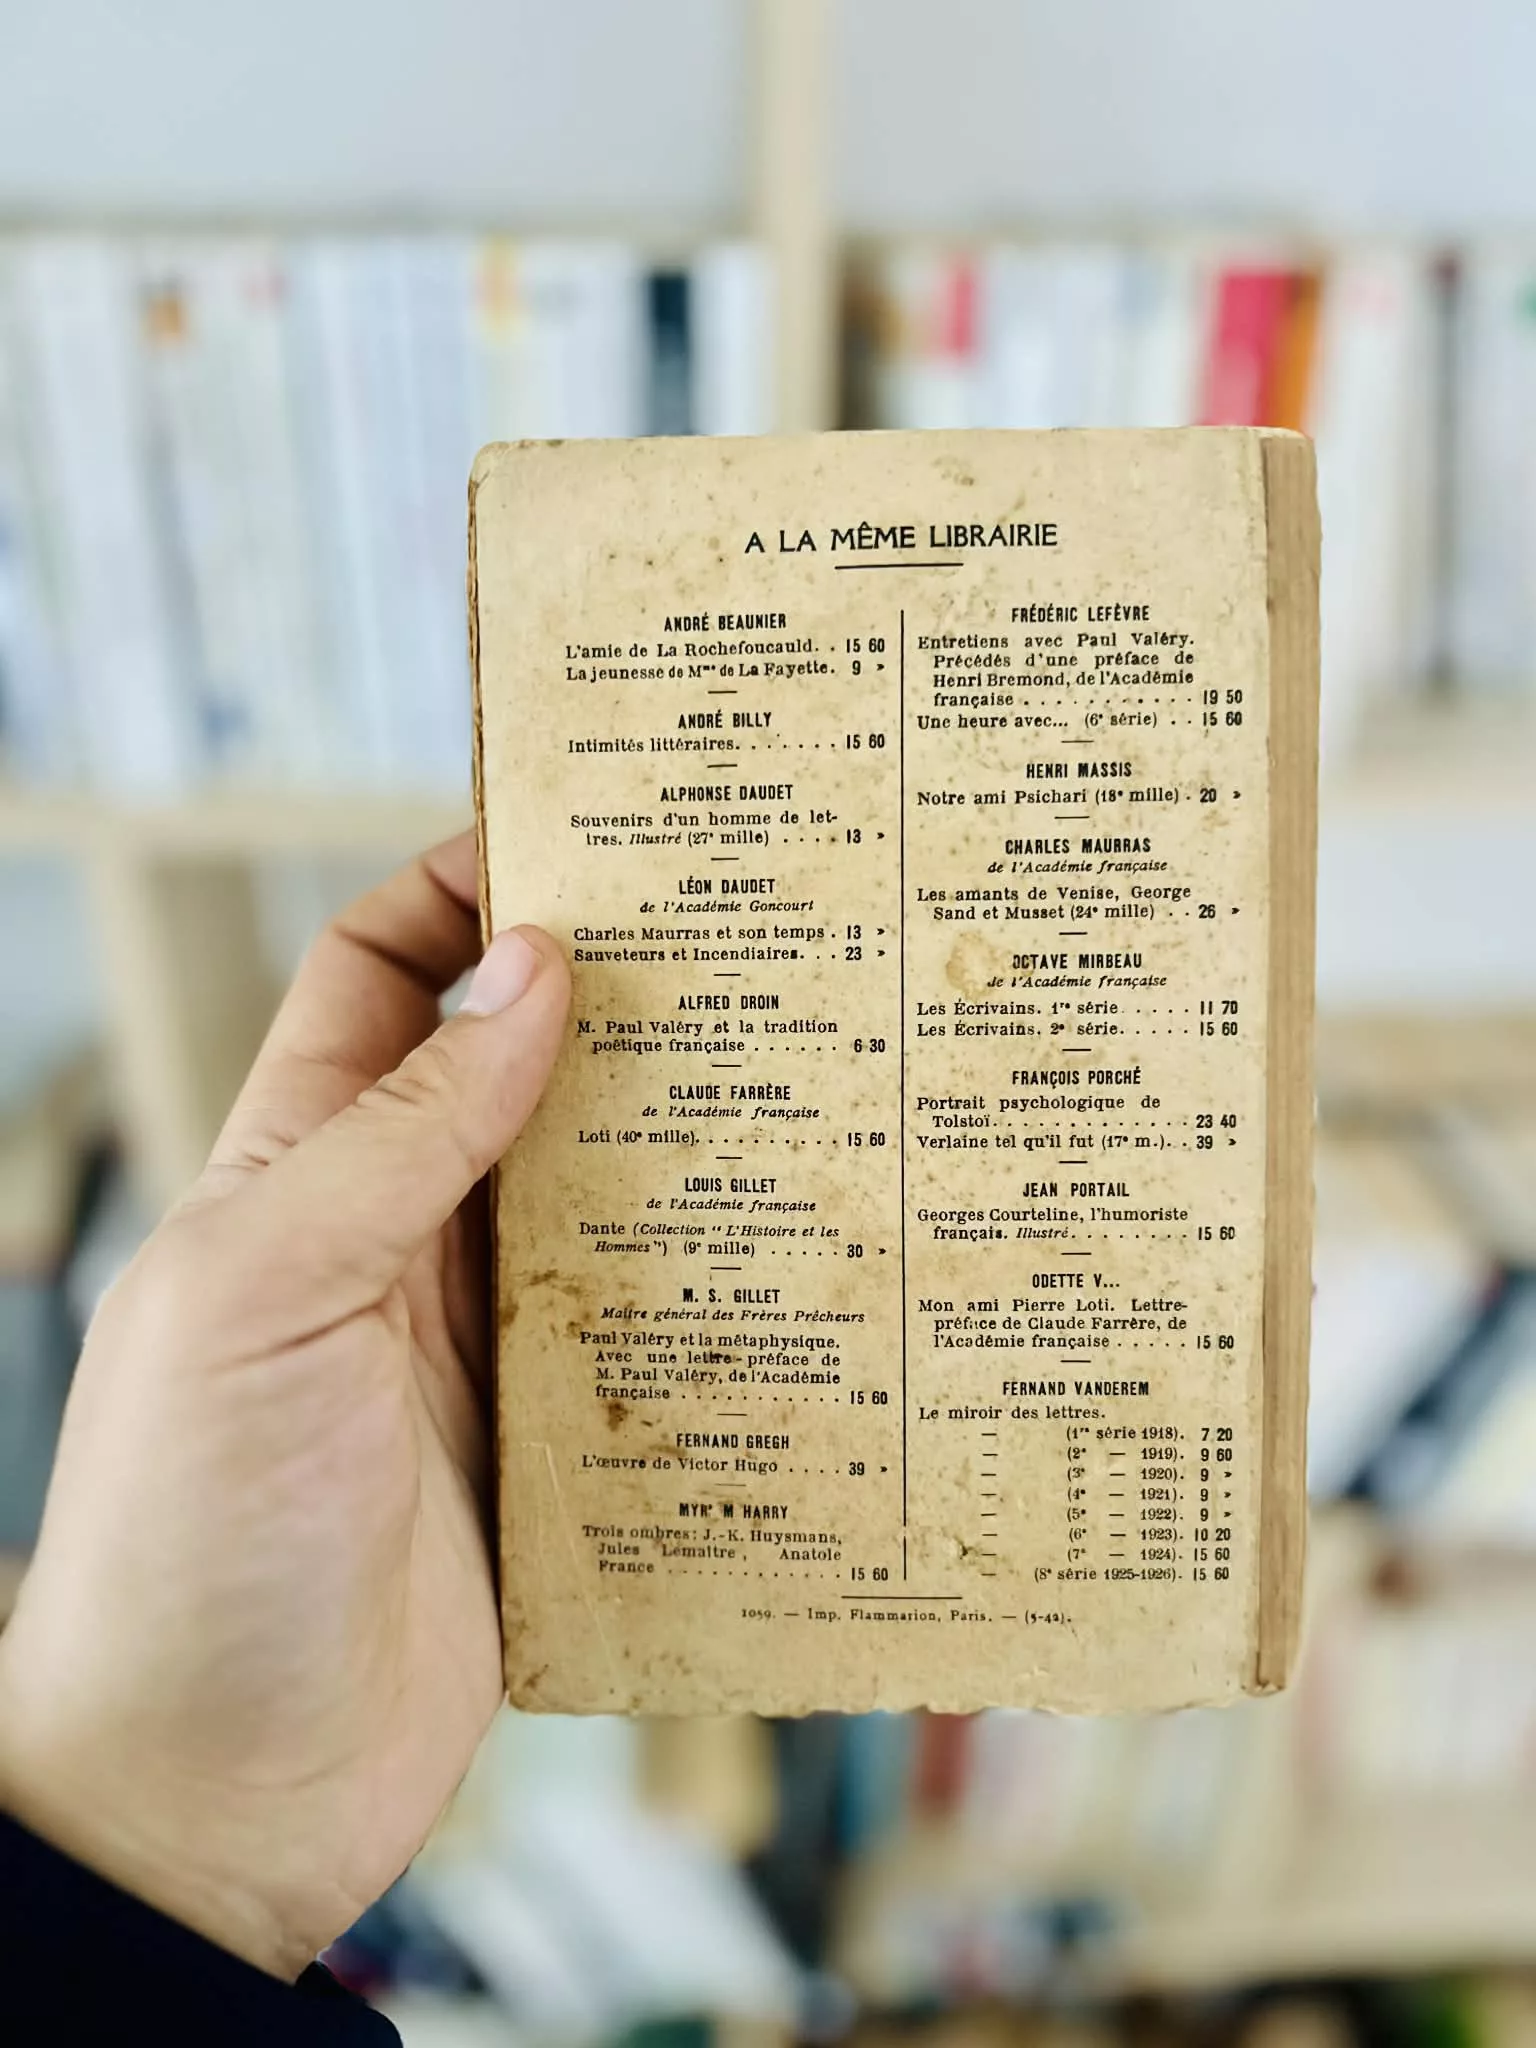 A LA MÊME LIBRAIRIE
ANDRÉ BEAUNIER
L'amie de La Rochefoucauld. . 15 60
La jeunesse de Mme de La Fayette. 9 »
ANDRÉ BILLY
Intimités littéraires. . . . . . . 15 60
ALPHONSE DAUDET
Souvenirs d'un homme de let-
tres. Illustré (27e mille) . . . . 13 »
LÉON DAUDET
de l'Académie Goncourt
Charles Maurras et son temps . 13 »
Sauveteurs et Incendiaires. . . 23 »
ALFRED DROIN
M. Paul Valéry et la tradition
poétique française . . . . . . 6 30
CLAUDE FARRÈRE
de l'Académie française
Loti (40e mille). . . . . . . . . . 15 60
LOUIS GILLET
de l'Académie française
Dante (Collection " L'Histoire et les
Hommes ") (9e mille) . . . . . 30 »
M. S. GILLET
Maître général des Frères Prêcheurs
Paul Valéry et la métaphysique.
Avec une lettre-préface de
M. Paul Valéry, de l'Académie
française . . . . . . . . . . . 15 60
FERNAND GREGH
L'œuvre de Victor Hugo . . . . 39 »
MYR M HARRY
Trois ombres : J.-K. Huysmans,
Jules Lemaître, Anatole
France . . . . . . . . . . . . 15 60
FRÉDÉRIC LEFÈVRE
Entretiens avec Paul Valéry.
Précédés d'une préface de
Henri Bremond, de l'Académie
française . . . . . . . . . . . 19 50
Une heure avec... (6e série) . . 15 60
HENRI MASSIS
Notre ami Psichari (18e mille) . 20 »
CHARLES MAURRAS
de l'Académie française
Les amants de Venise, George
Sand et Musset (24e mille) . . 26 »
OCTAVE MIRBEAU
de l'Académie française
Les Écrivains. 1re série . . . . . 11 70
Les Écrivains. 2e série. . . . . 15 60
FRANÇOIS PORCHÉ
Portrait psychologique de
Tolstoï. . . . . . . . . . . . . 23 40
Verlaine tel qu'il fut (17e m.). . 39 »
JEAN PORTAIL
Georges Courteline, l'humoriste
français. Illustré. . . . . . . . 15 60
ODETTE V...
Mon ami Pierre Loti. Lettre-
préface de Claude Farrère, de
l'Académie française . . . . . 15 60
FERNAND VANDEREM
Le miroir des lettres.
— (1re série 1918). 7 20
— (2e — 1919). 9 60
— (3e — 1920). 9 »
— (4e — 1921). 9 »
— (5e — 1922). 9 »
— (6e — 1923). 10 20
— (7e — 1924). 15 60
— (8e série 1925-1926). 15 60
1059. — Imp. Flammarion, Paris. — (5-42).